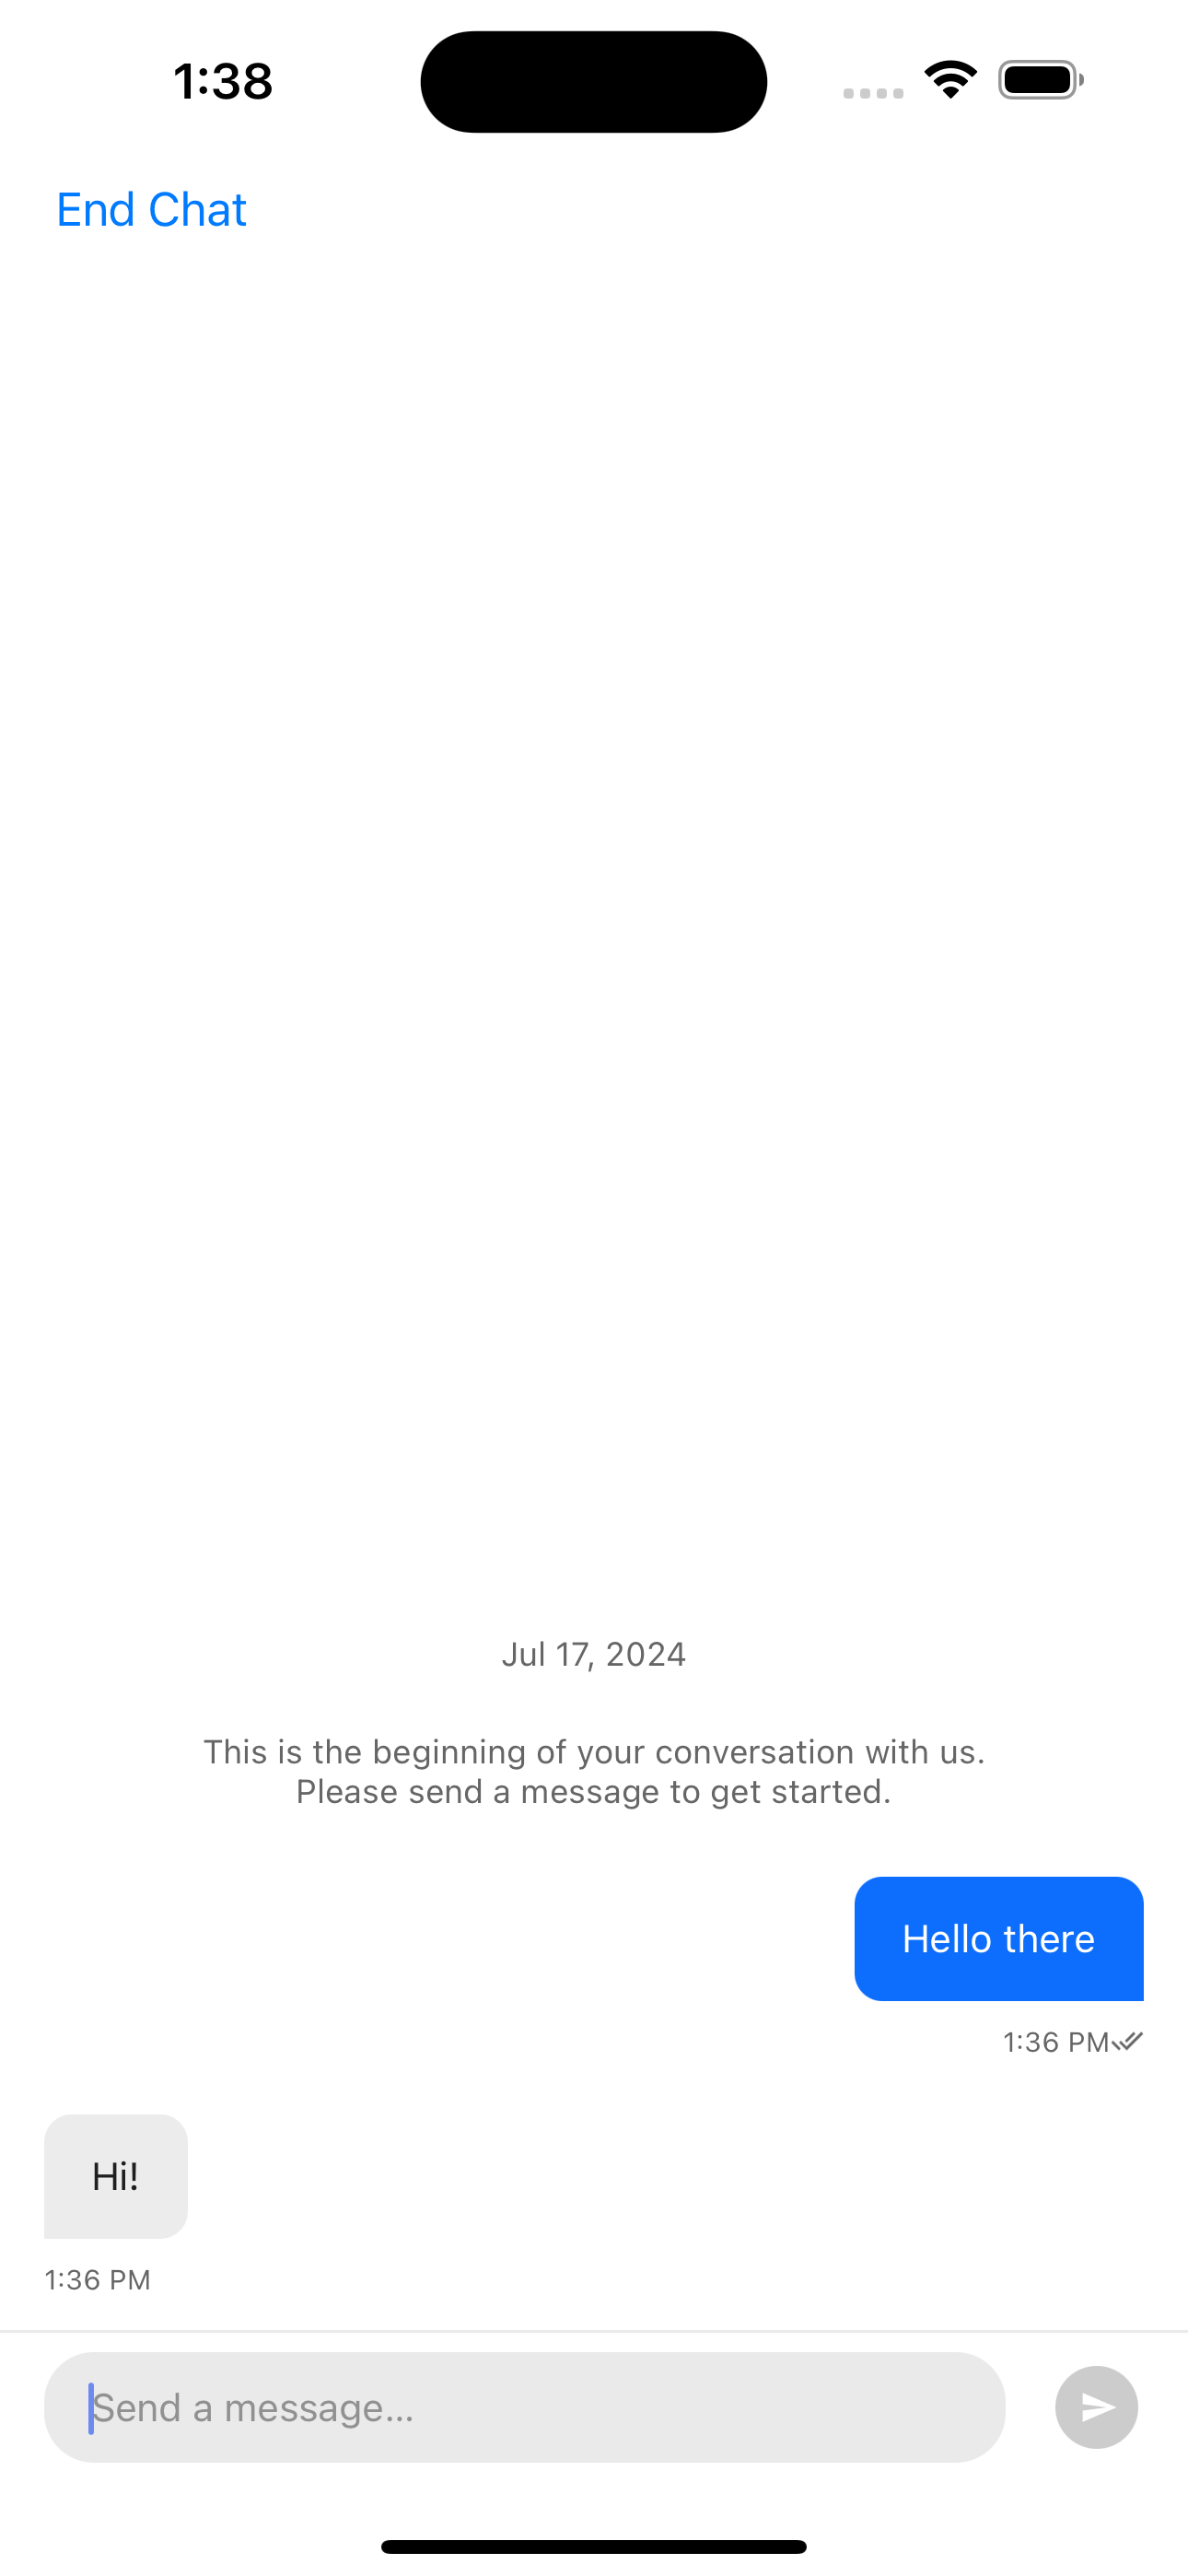 1:38
End Chat
Jul 17, 2024
This is the beginning of your conversation with us.
Please send a message to get started.
Hello there
1:36 PM
Hi!
1:36 PM
Send a message...